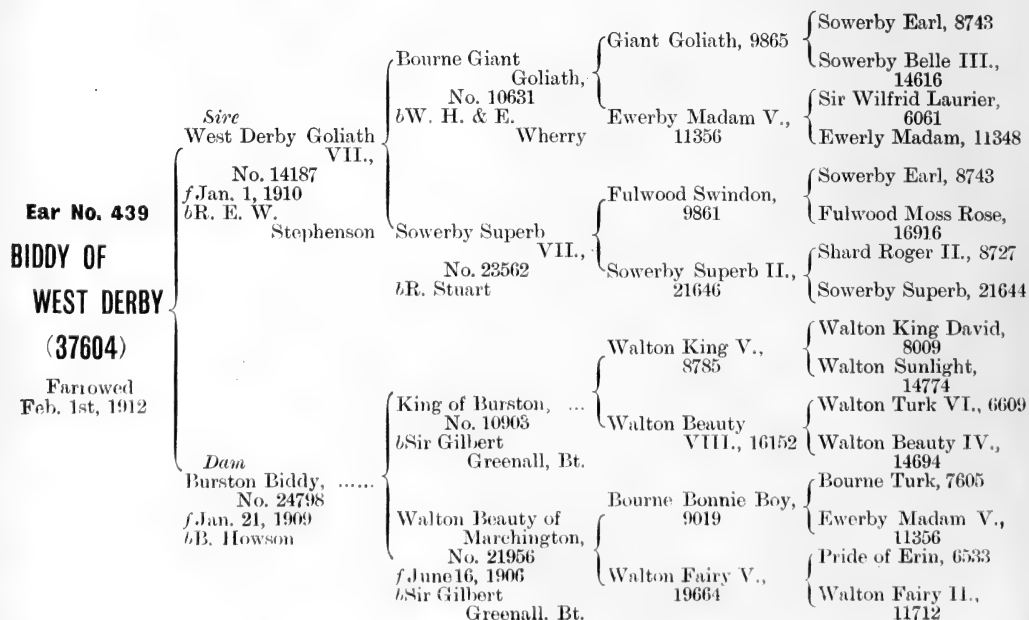 Ear No. 439
BIDDY OF
WEST DERBY
(37604)
Farrowed
Feb. 1st, 1912
Sire
West Derby Goliath
VII.,
No. 14187
f Jan. 1, 1910
b R. E. W.
Stephenson
Dam
Burston Biddy, ......
No. 24798
f Jan. 21, 1909
b B. Howson
Bourne Giant
Goliath,
No. 10631
b W. H. & E.
Wherry
Sowerby Superb
VII.,
No. 23562
b R. Stuart
King of Burston, ...
No. 10903
b Sir Gilbert
Greenall, Bt.
Walton Beauty of
Marchington,
No. 21956
f June 16, 1906
b Sir Gilbert
Greenall, Bt.
Giant Goliath, 9865
Ewerby Madam V.,
11356
Fulwood Swindon,
9861
Sowerby Superb II.,
21646
Walton King V.,
8785
Walton Beauty
VIII., 16152
Bourne Bonnie Boy,
9019
Walton Fairy V.,
19664
Sowerby Earl, 8743
Sowerby Belle III.,
14616
Sir Wilfrid Laurier,
6061
Ewerly Madam, 11348
Sowerby Earl, 8743
Fulwood Moss Rose,
16916
Shard Roger II., 8727
Sowerby Superb, 21644
Walton King David,
8009
Walton Sunlight,
14774
Walton Turk VI., 6609
Walton Beauty IV.,
14694
Bourne Turk, 7605
Ewerby Madam V.,
11356
Pride of Erin, 6533
Walton Fairy II.,
11712